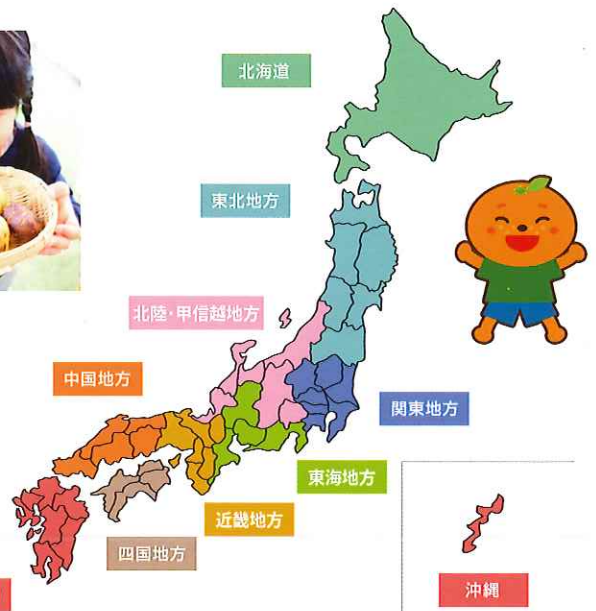 北海道
東北地方
北陸・甲信越地方
中国地方
関東地方
東海地方
近畿地方
四国地方
沖縄